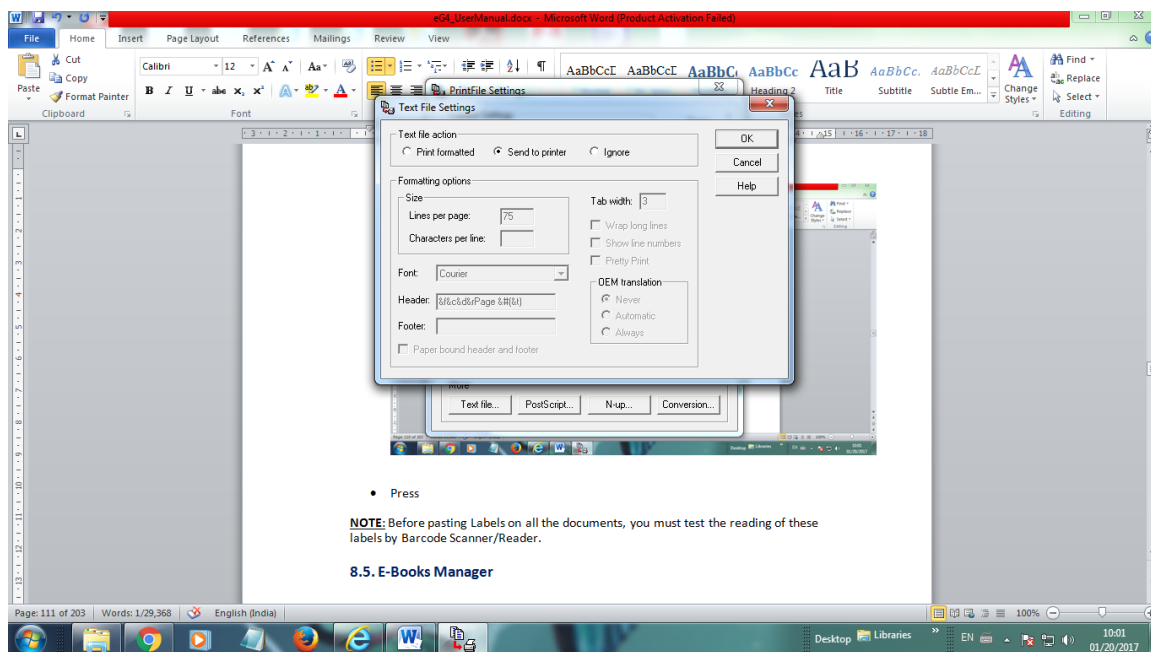 eG4_UserManual.docx - Microsoft Word (Product Activation Failed)
File Home Insert Page Layout References Mailings Review View
Cut
Copy
Paste
Format Painter
Clipboard
Calibri 12
Font
AaBbCcI AaBbCcI AaBbC AaBbCc AaB AaBbCc. AaBbCcL
Heading 2 Title Subtitle Subtle Em...
Change
Styles
Find
Replace
Select
Editing
PrintFile Settings
Text File Settings
Text file action
Print formatted Send to printer Ignore
OK
Cancel
Help
Formatting options
Size
Lines per page: 75
Characters per line:
Tab width: 3
Wrap long lines
Show line numbers
Pretty Print
Font: Courier
Header: &f&c&d&rPage &#(&t)
Footer:
Paper bound header and footer
OEM translation
Never
Automatic
Always
More
Text file... PostScript... N-up... Conversion...
• Press
NOTE: Before pasting Labels on all the documents, you must test the reading of these
labels by Barcode Scanner/Reader.
8.5. E-Books Manager
Page: 111 of 203 Words: 1/29,368 English (India) 100%
Desktop Libraries » EN 10:01
01/20/2017